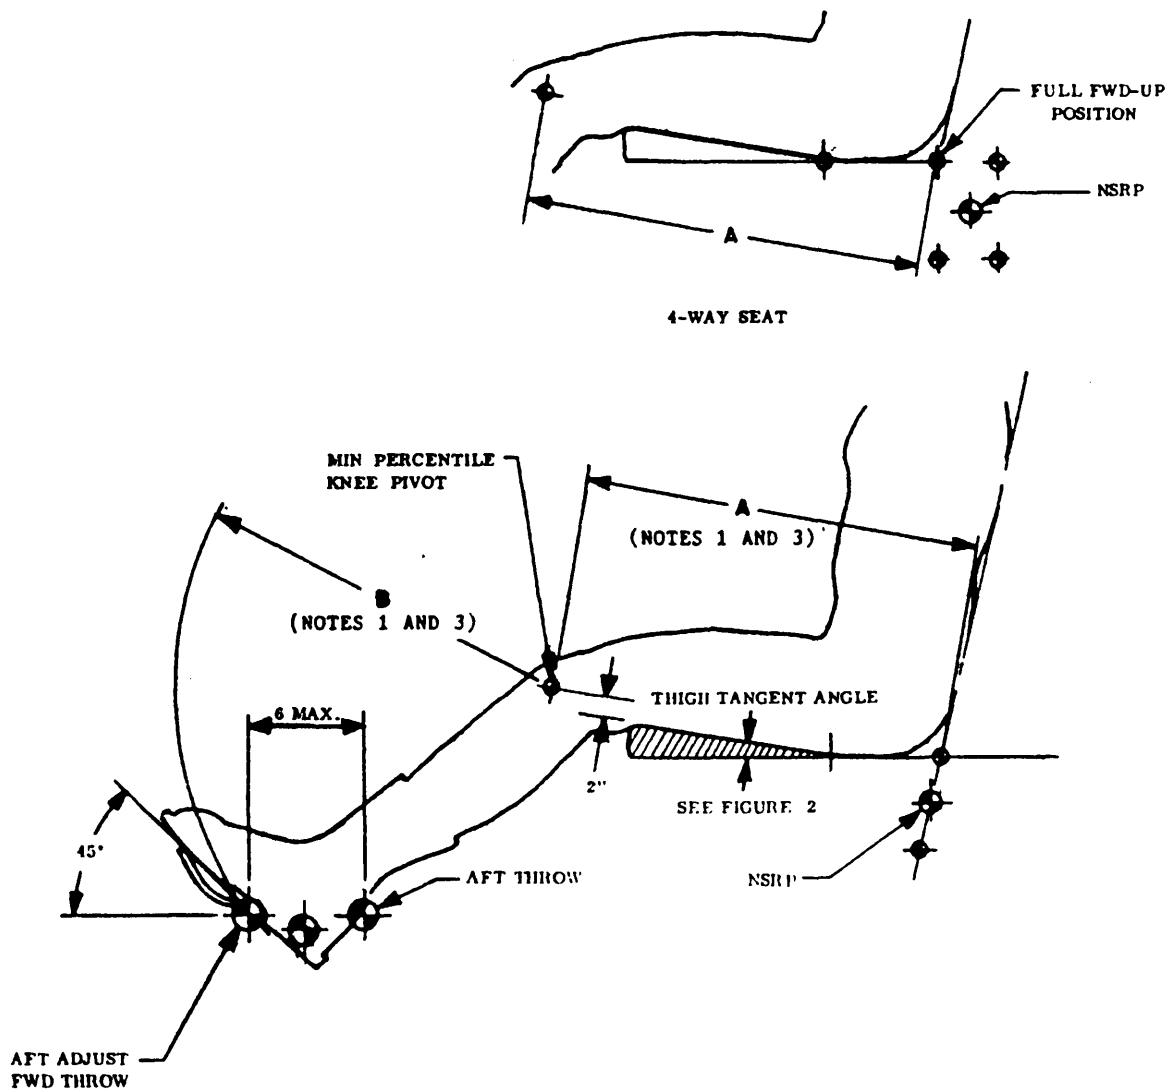 FULL FWD-UP
POSITION
NSRP
A
4-WAY SEAT
MIN PERCENTILE
KNEE PIVOT
A
(NOTES 1 AND 3)
B
(NOTES 1 AND 3)
6 MAX.
THIGH TANGENT ANGLE
2"
SEE FIGURE 2
45°
AFT THROW
NSRP
AFT ADJUST
FWD THROW